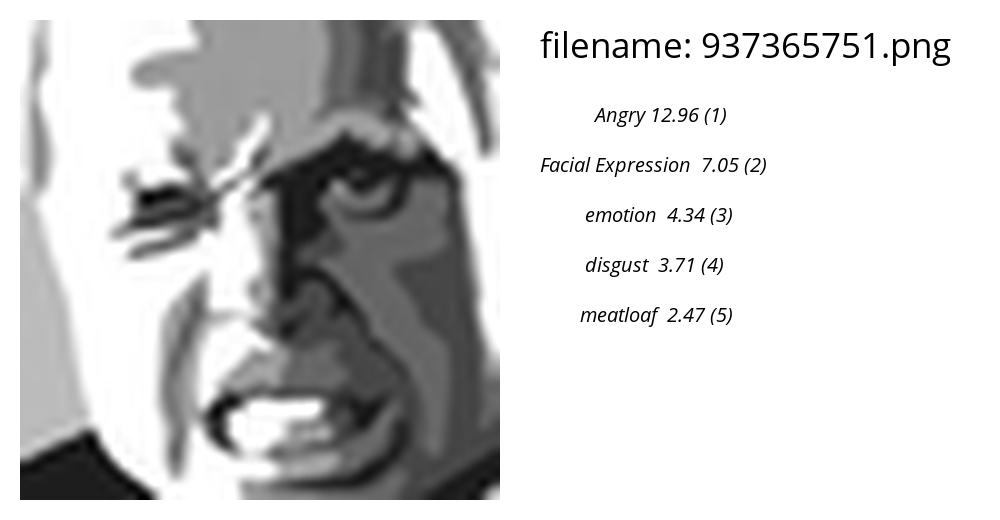 filename: 937365751.png
Angry 12.96 (1)
Facial Expression 7.05 (2)
emotion 4.34 (3)
disgust 3.71 (4)
meatloaf 2.47 (5)